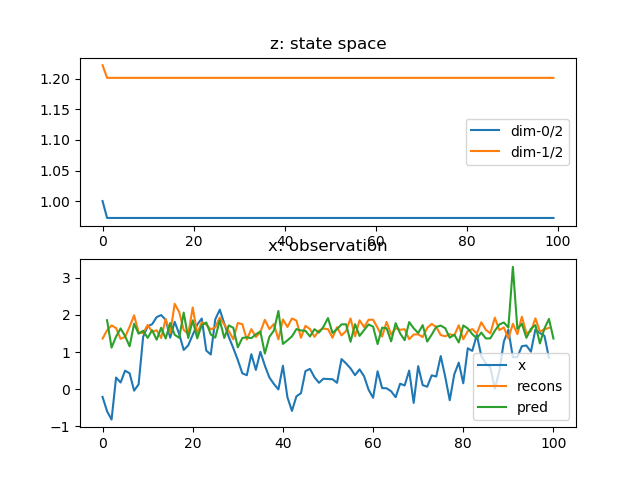 z: state space
1.20
1.15
1.10
1.05
1.00
dim-0/2
dim-1/2
0 20 40 60 80 100
x: observation
3
2
1
0
−1
x
recons
pred
0 20 40 60 80 100